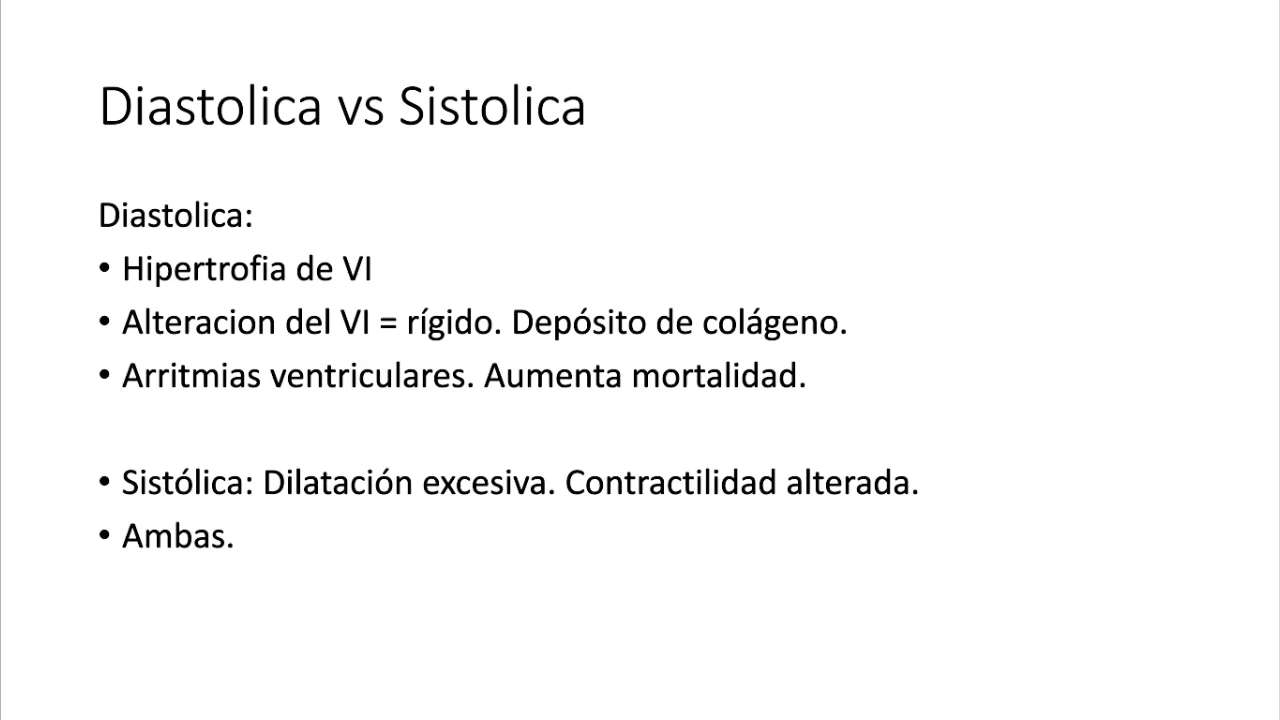 Diastolica vs Sistolica
Diastolica:
• Hipertrofia de VI
• Alteracion del VI = rígido. Depósito de colágeno.
• Arritmias ventriculares. Aumenta mortalidad.
• Sistólica: Dilatación excesiva. Contractilidad alterada.
• Ambas.